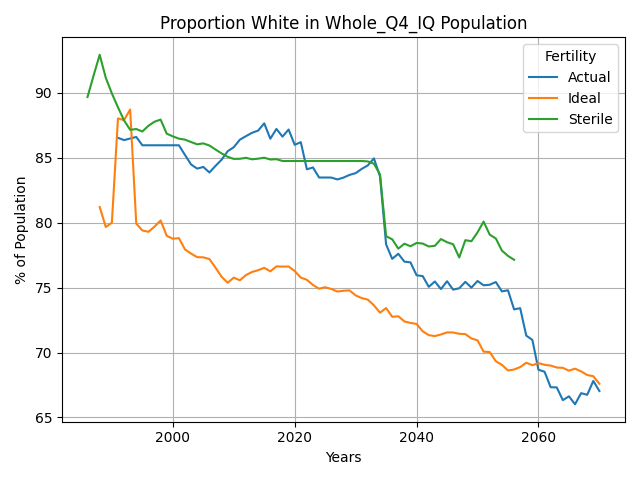 Proportion White in Whole_Q4_IQ Population
Fertility
Actual
Ideal
Sterile
% of Population
90
85
80
75
70
65
2000
2020
2040
2060
Years